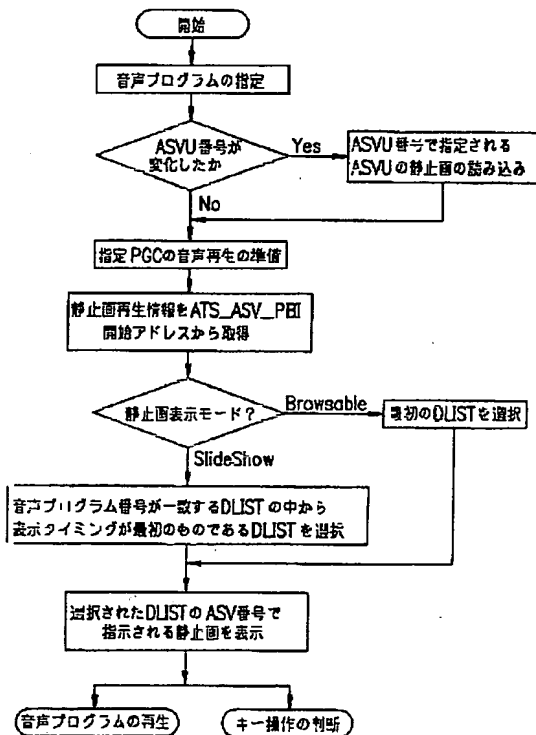 開始
音声プログラムの指定
ASVU番号が
変化したか
Yes
ASVU番号で指定される
ASVUの静止画の読み込み
No
指定PGCの音声再生の準備
静止画再生情報をATS_ASV_PBI
開始アドレスから取得
静止画表示モード？
Browsable
最初のDLISTを選択
SlideShow
音声プログラム番号が一致するDLISTの中から
表示タイミングが最初のものであるDLISTを選択
選択されたDLISTのASV番号で
指示される静止画を表示
音声プログラムの再生
キー操作の判断